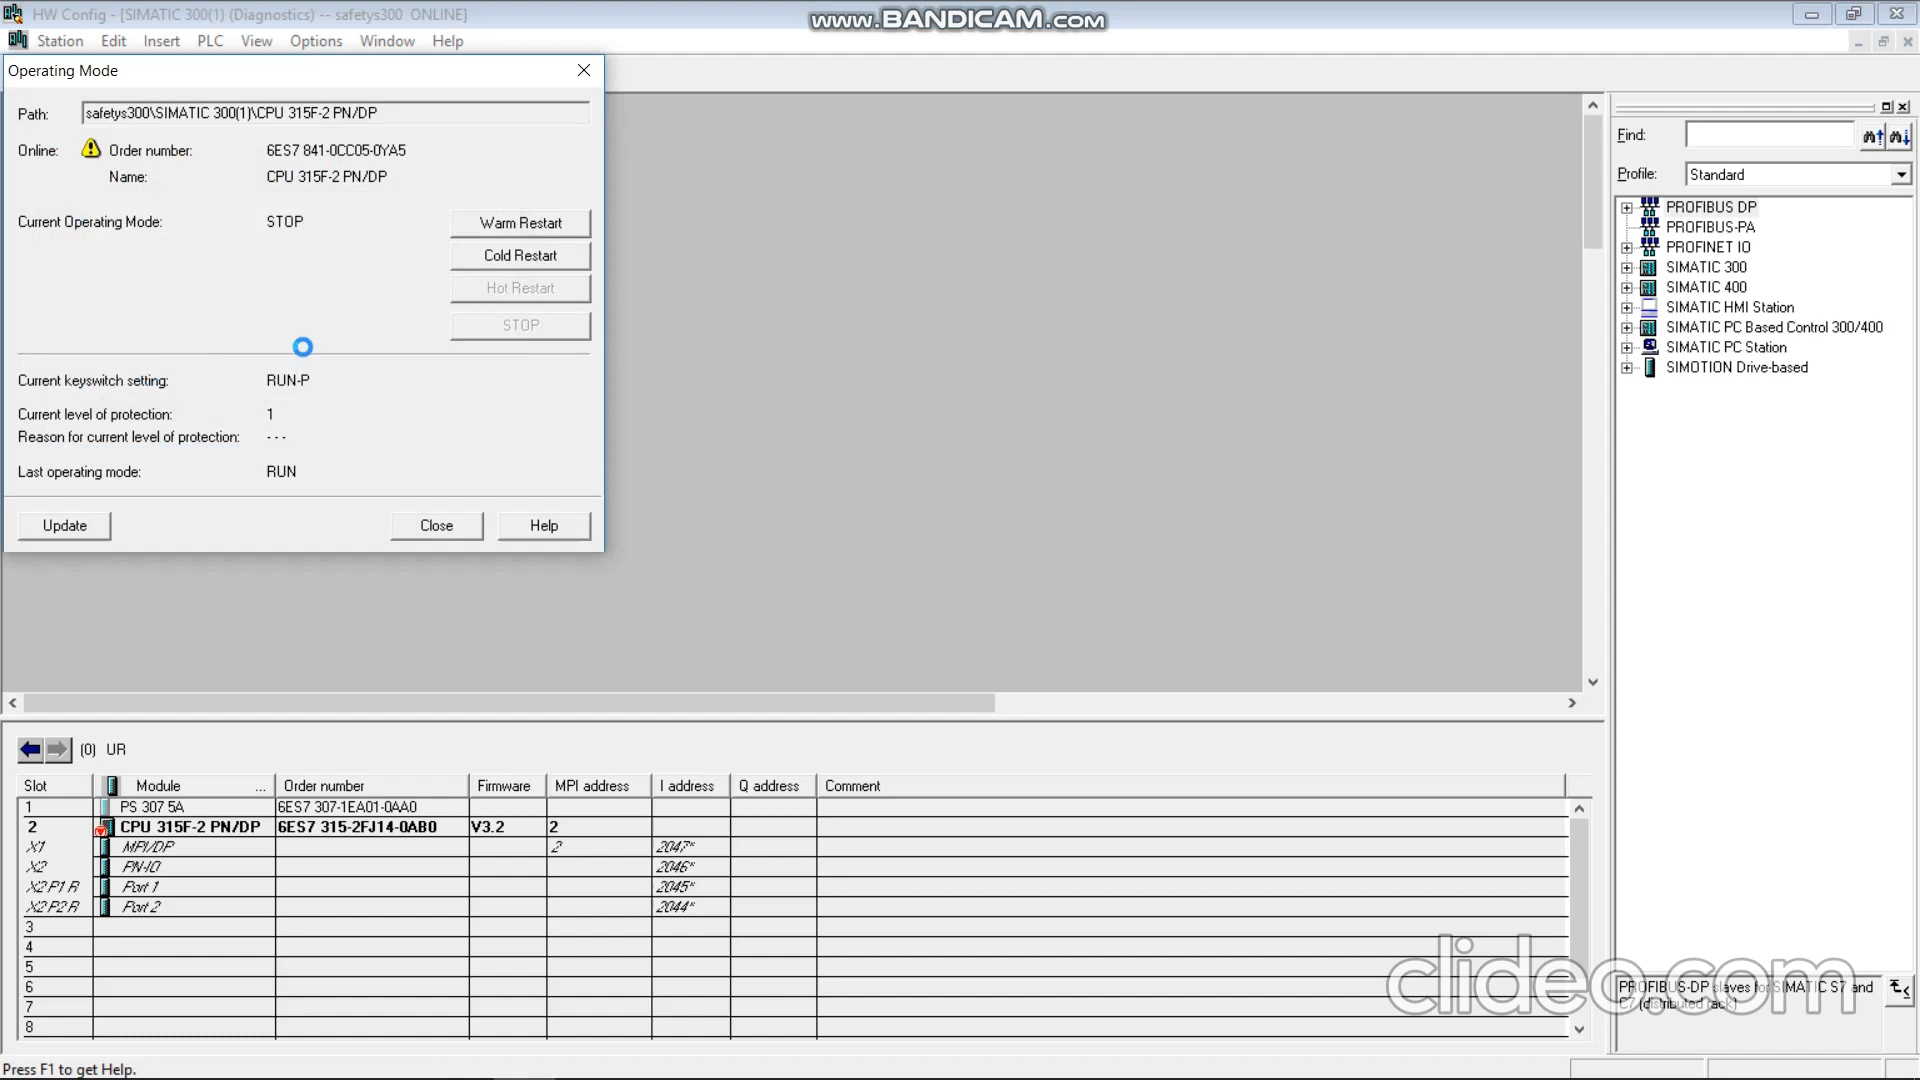 HW Config - [SIMATIC 300(1) (Diagnostics) -- safetys300 ONLINE]
www.BANDICAM.com
Station Edit Insert PLC View Options Window Help
Operating Mode
Path: safetys300\SIMATIC 300(1)\CPU 315F-2 PN/DP
Online: Order number: 6ES7 841-0CC05-0YA5
Name: CPU 315F-2 PN/DP
Current Operating Mode: STOP
Warm Restart
Cold Restart
Hot Restart
STOP
Current keyswitch setting: RUN-P
Current level of protection: 1
Reason for current level of protection: - - -
Last operating mode: RUN
Update Close Help
Find:
Profile: Standard
PROFIBUS DP
PROFIBUS-PA
PROFINET IO
SIMATIC 300
SIMATIC 400
SIMATIC HMI Station
SIMATIC PC Based Control 300/400
SIMATIC PC Station
SIMOTION Drive-based
(0) UR
Slot Module ... Order number Firmware MPI address I address Q address Comment
1 PS 307 5A 6ES7 307-1EA01-0AA0
2 CPU 315F-2 PN/DP 6ES7 315-2FJ14-0AB0 V3.2 2
X1 MPI/DP 2 2047*
X2 PN-IO 2046*
X2 P1 R Port 1 2045*
X2 P2 R Port 2 2044*
3
4
5
6
7
8
PROFIBUS-DP slaves for SIMATIC S7 and
C7 (distributed rack)
clideo.com
Press F1 to get Help.